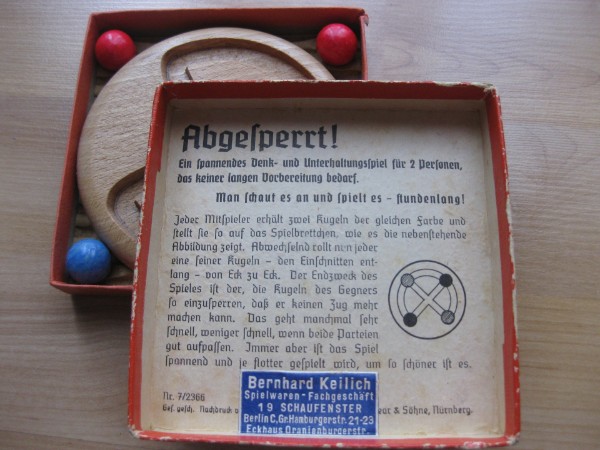 Abgesperrt!
Ein spannendes Denk- und Unterhaltungsspiel für 2 Personen,
das keiner langen Vorbereitung bedarf.
Man schaut es an und spielt es – stundenlang!
Jeder Mitspieler erhält zwei Kugeln der gleichen Farbe und
stellt sie so auf das Spielbrettchen, wie es die nebenstehende
Abbildung zeigt. Abwechselnd rollt nun jeder
eine seiner Kugeln – den Einschnitten ent-
lang – von Eck zu Eck. Der Endzweck des
Spieles ist der, die Kugeln des Gegners
so einzusperren, daß er keinen Zug mehr
machen kann. Das geht manchmal sehr
schnell, weniger schnell, wenn beide Parteien
gut aufpassen. Immer aber ist das Spiel
spannend und je flotter gespielt wird, um so schöner ist es.
Nr. 7/2366
Ges. gesch. Nachdruck
& Söhne, Nürnberg.
Bernhard Keilich
Spielwaren-Fachgeschäft
19 SCHAUFENSTER
Berlin C, Gr. Hamburgerstr. 21-23
Eckhaus Oranienburgerstr.